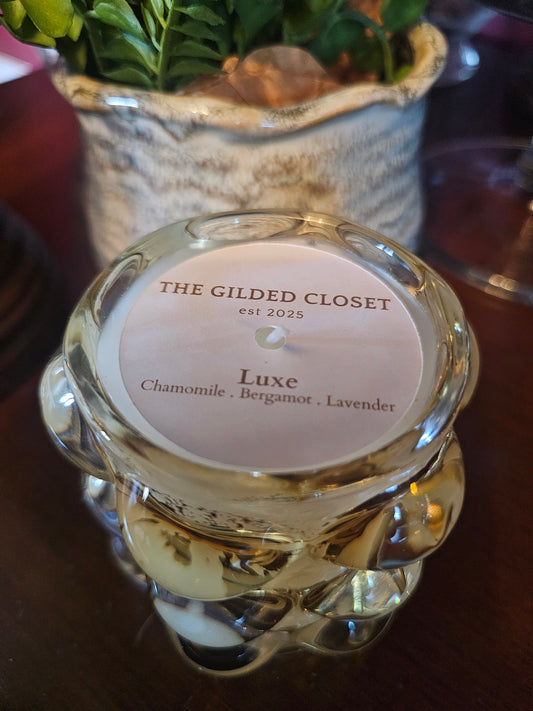 THE GILDED CLOSET
est 2025
Luxe
Chamomile . Bergamot . Lavender